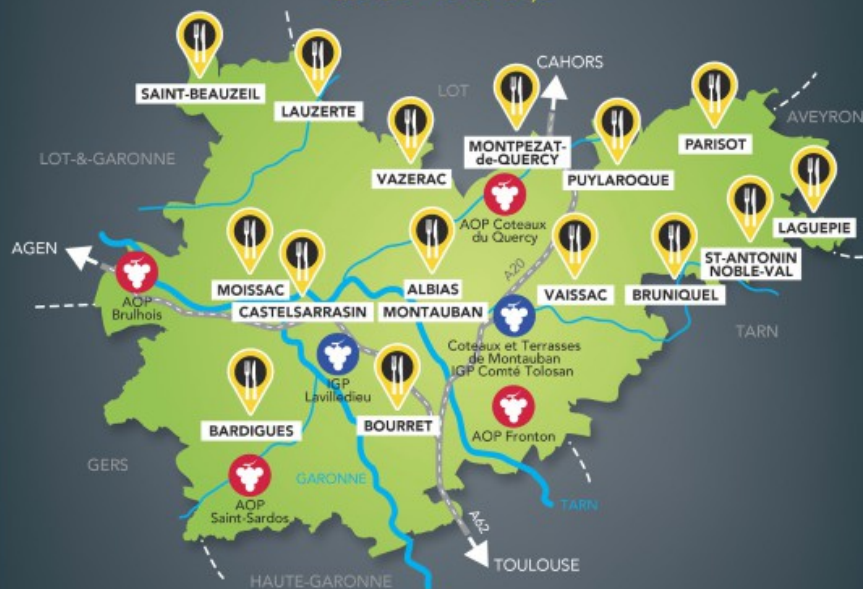 CAHORS
SAINT-BEAUZEIL
LOT
LAUZERTE
PARISOT
AVEYRON
MONTPEZAT-
de-QUERCY
LOT-&-GARONNE
VAZERAC
PUYLAROQUE
LAGUEPIE
AOP Coteaux
du Quercy
AGEN
ST-ANTONIN
NOBLE-VAL
A20
MOISSAC
ALBIAS
VAISSAC
BRUNIQUEL
AOP
Brulhois
CASTELSARRASIN
MONTAUBAN
TARN
Coteaux et Terrasses
de Montauban
IGP Comté Tolosan
IGP
Lavilledieu
BARDIGUES
BOURRET
AOP Fronton
GERS
GARONNE
AOP
Saint-Sardos
TARN
A62
TOULOUSE
HAUTE-GARONNE